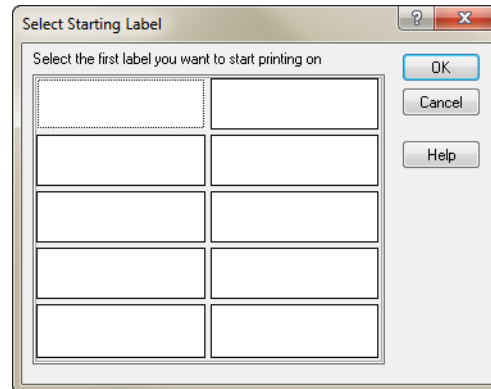 Select Starting Label
?
Select the first label you want to start printing on
OK
Cancel
Help